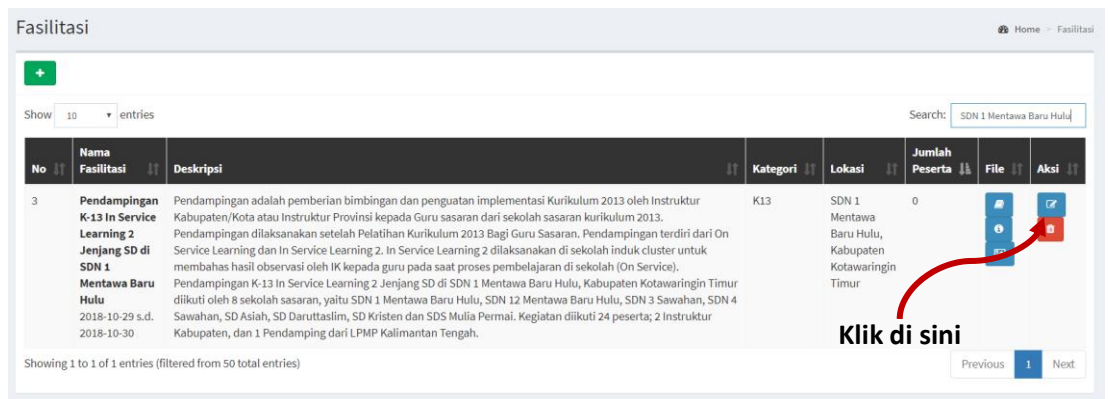 Fasilitasi
Home > Fasilitasi
+
Show 10 entries
Search: SDN 1 Mentawa Baru Hulu
No
Nama Fasilitasi
Deskripsi
Kategori
Lokasi
Jumlah Peserta
File
Aksi
3
Pendampingan
K-13 In Service
Learning 2
Jenjang SD di
SDN 1
Mentawa Baru
Hulu
2018-10-29 s.d.
2018-10-30
Pendampingan adalah pemberian bimbingan dan penguatan implementasi Kurikulum 2013 oleh Instruktur
Kabupaten/Kota atau Instruktur Provinsi kepada Guru sasaran dari sekolah sasaran kurikulum 2013.
Pendampingan dilaksanakan setelah Pelatihan Kurikulum 2013 Bagi Guru Sasaran. Pendampingan terdiri dari On
Service Learning dan In Service Learning 2. In Service Learning 2 dilaksanakan di sekolah induk cluster untuk
membahas hasil observasi oleh IK kepada guru pada saat proses pembelajaran di sekolah (On Service).
Pendampingan K-13 In Service Learning 2 Jenjang SD di SDN 1 Mentawa Baru Hulu, Kabupaten Kotawaringin Timur
diikuti oleh 8 sekolah sasaran, yaitu SDN 1 Mentawa Baru Hulu, SDN 12 Mentawa Baru Hulu, SDN 3 Sawahan, SDN 4
Sawahan, SD Asiah, SD Daruttaslim, SD Kristen dan SDS Mulia Permai. Kegiatan diikuti 24 peserta; 2 Instruktur
Kabupaten, dan 1 Pendamping dari LPMP Kalimantan Tengah.
K13
SDN 1
Mentawa
Baru Hulu,
Kabupaten
Kotawaringin
Timur
0
Klik di sini
Showing 1 to 1 of 1 entries (filtered from 50 total entries)
Previous 1 Next